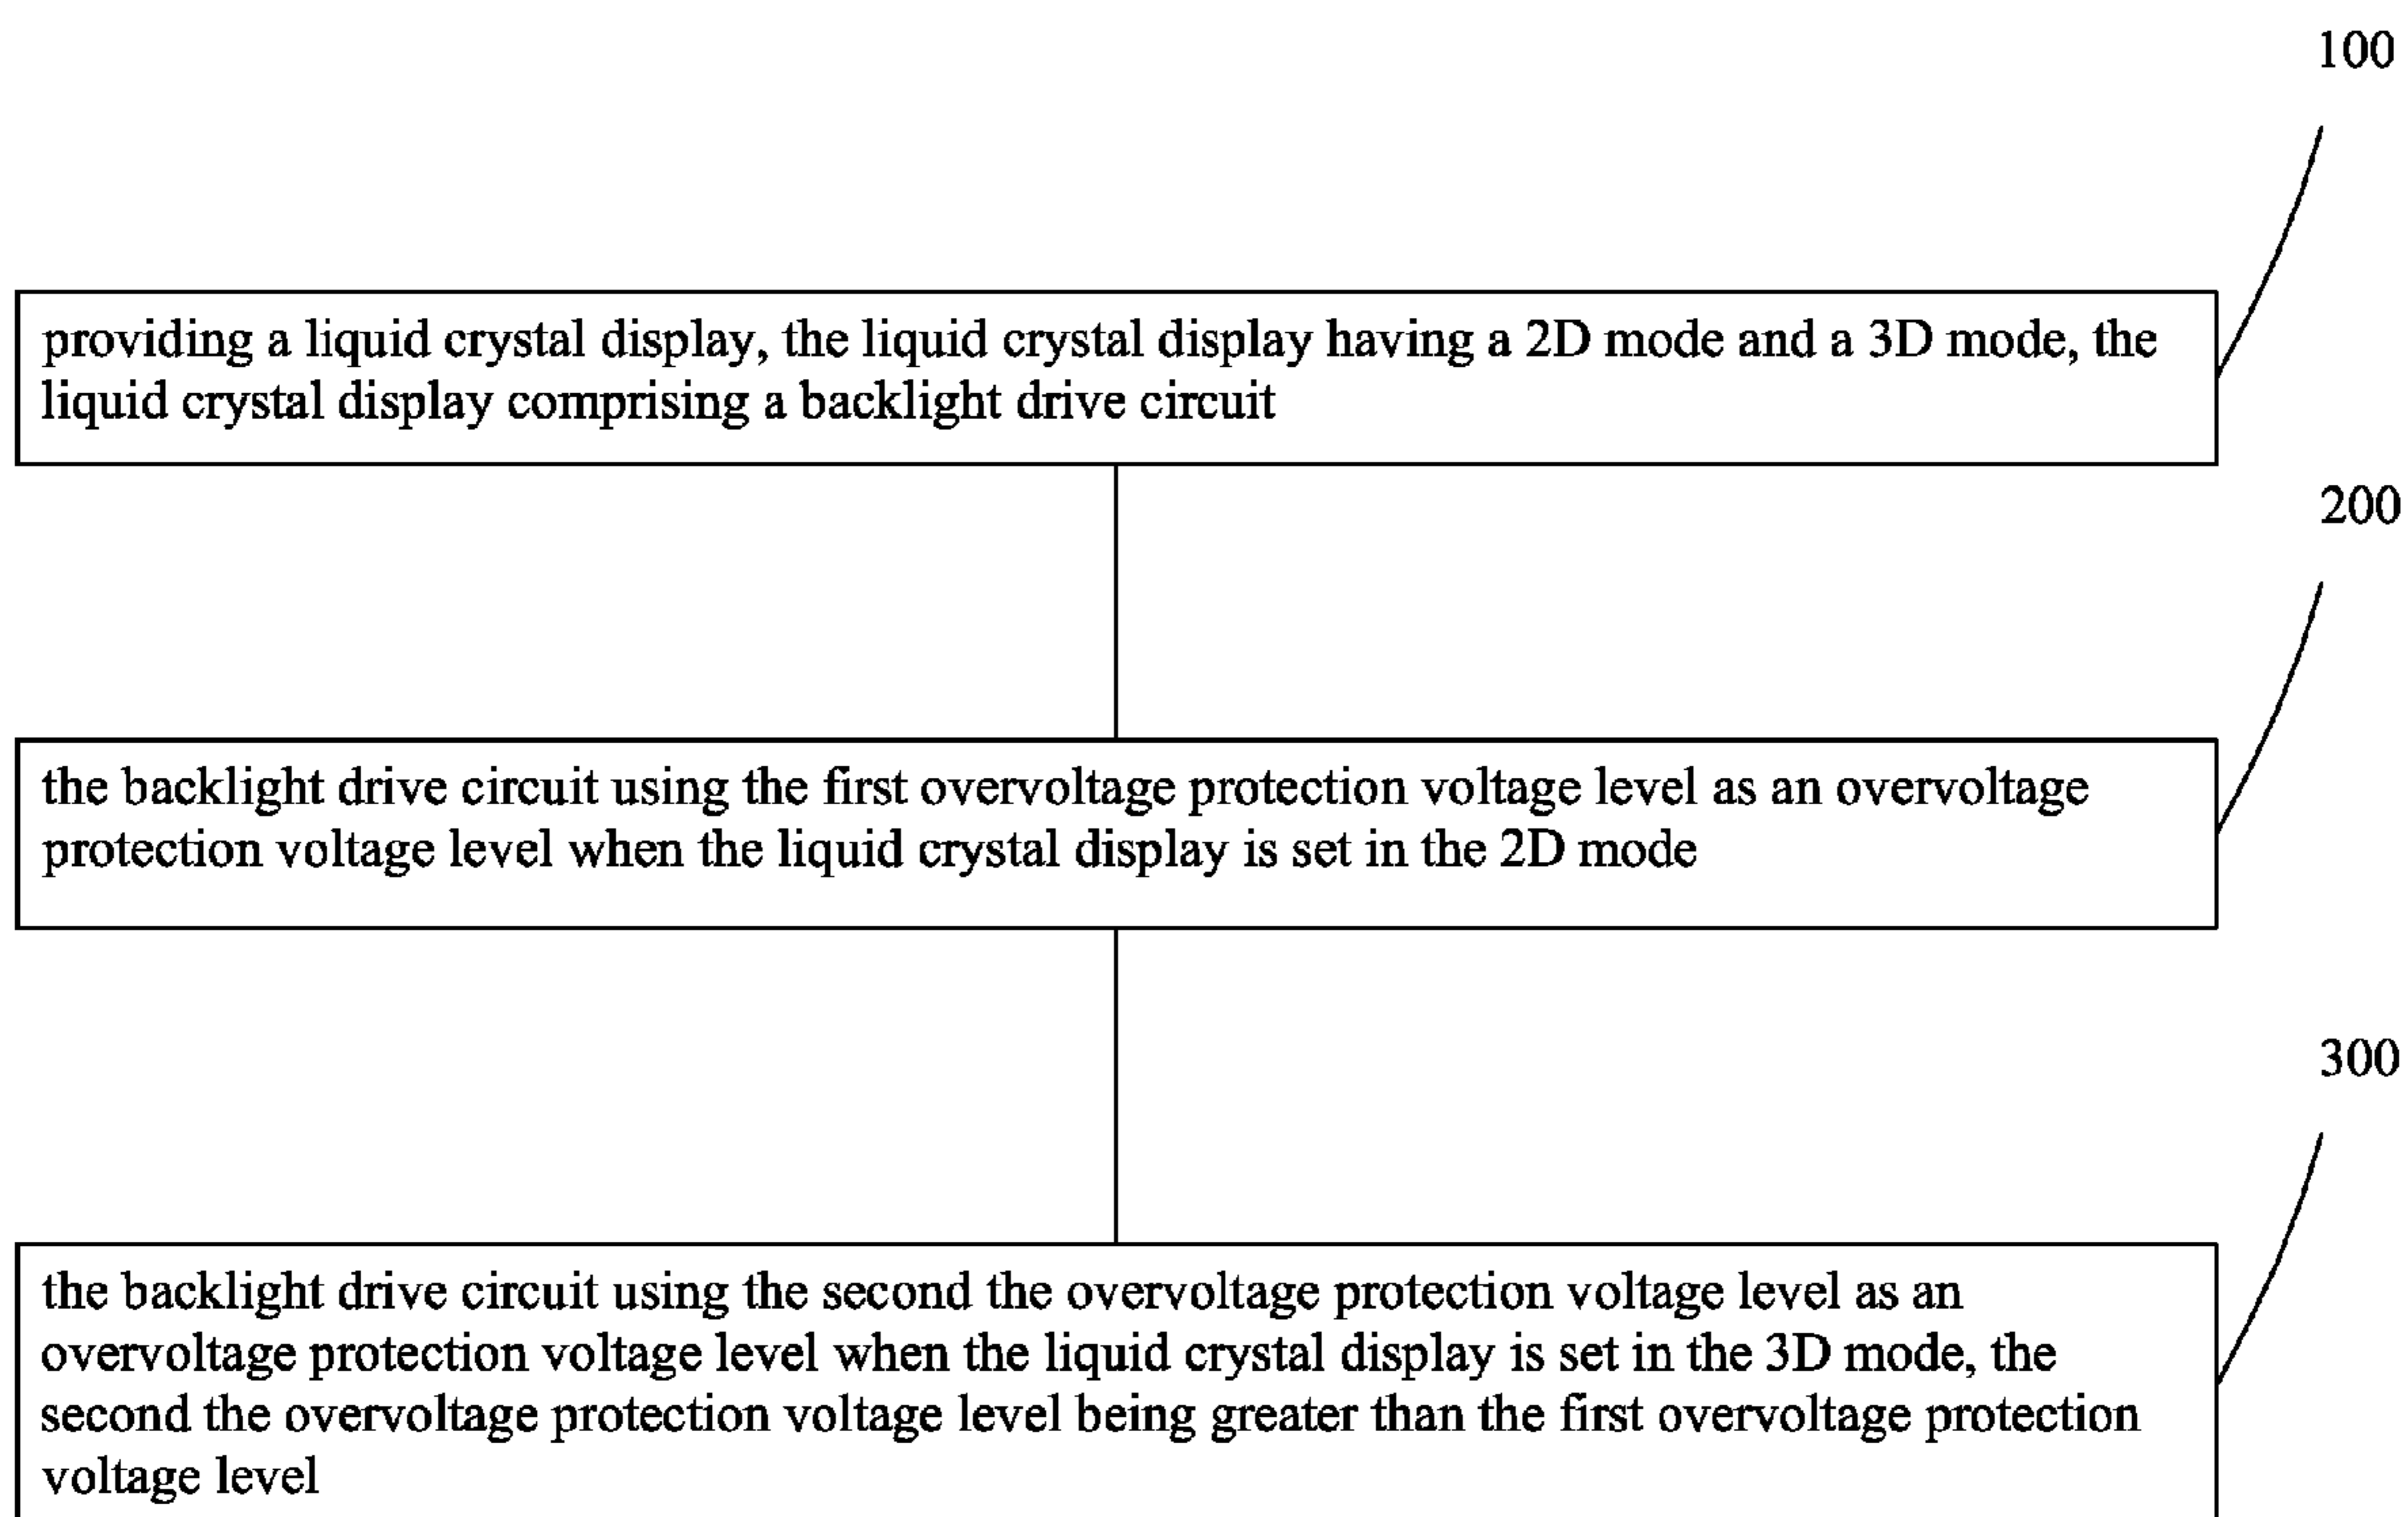 100
providing a liquid crystal display, the liquid crystal display having a 2D mode and a 3D mode, the
liquid crystal display comprising a backlight drive circuit
200
the backlight drive circuit using the first overvoltage protection voltage level as an overvoltage
protection voltage level when the liquid crystal display is set in the 2D mode
300
the backlight drive circuit using the second the overvoltage protection voltage level as an
overvoltage protection voltage level when the liquid crystal display is set in the 3D mode, the
second the overvoltage protection voltage level being greater than the first overvoltage protection
voltage level